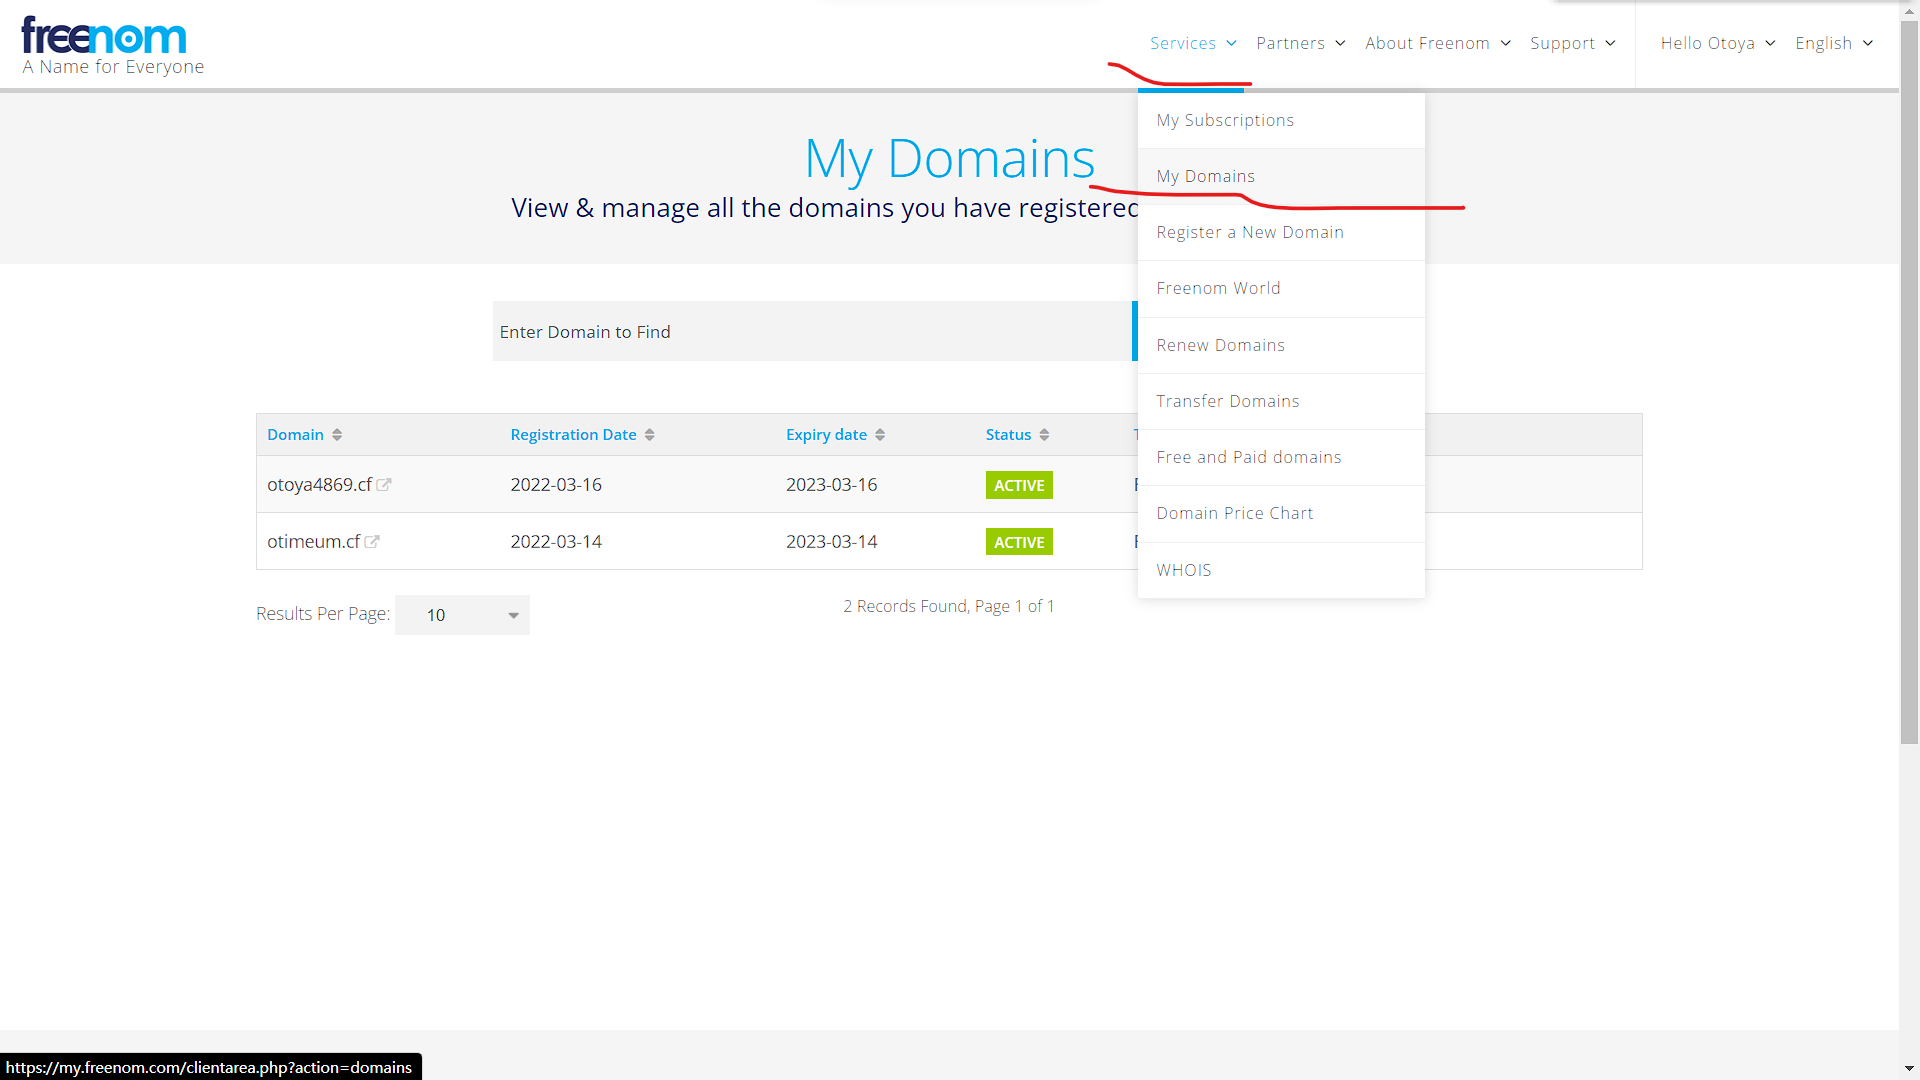 freenom
A Name for Everyone
Services Partners About Freenom Support Hello Otoya English
My Subscriptions
My Domains
Register a New Domain
Freenom World
Renew Domains
Transfer Domains
Free and Paid domains
Domain Price Chart
WHOIS
My Domains
View & manage all the domains you have registered
Enter Domain to Find
Domain Registration Date Expiry date Status
otoya4869.cf 2022-03-16 2023-03-16 ACTIVE
otimeum.cf 2022-03-14 2023-03-14 ACTIVE
Results Per Page: 10
2 Records Found, Page 1 of 1
https://my.freenom.com/clientarea.php?action=domains